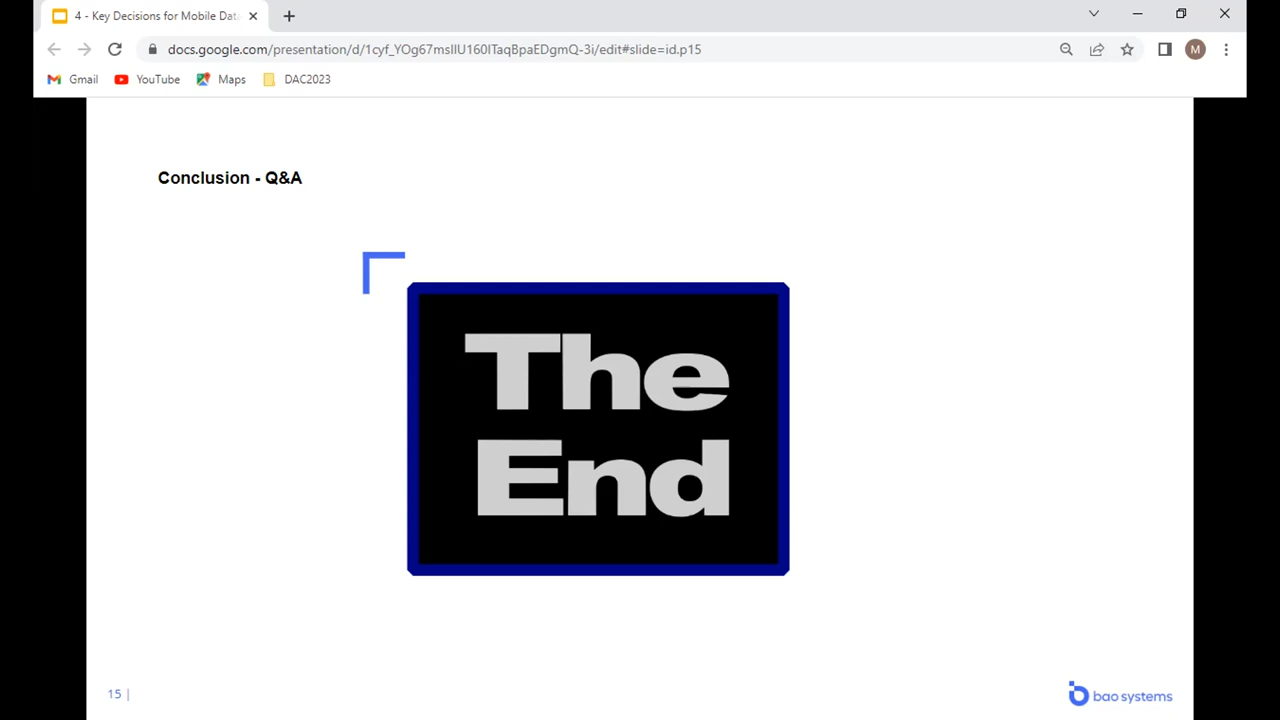 4 - Key Decisions for Mobile Dat
docs.google.com/presentation/d/1cyf_YOg67msIlU160ITaqBpaEDgmQ-3i/edit#slide=id.p15
M
Gmail
YouTube
Maps
DAC2023
Conclusion - Q&A
The
End
15 |
bao systems